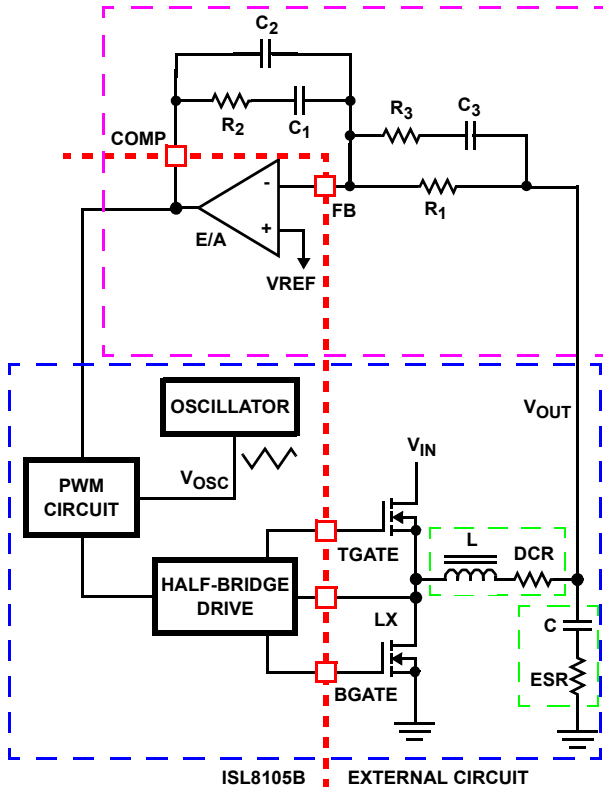 C2
R2
C1
R3
C3
COMP
-
+
E/A
FB
R1
VREF
OSCILLATOR
VOUT
VOSC
VIN
PWM
CIRCUIT
TGATE
L
DCR
HALF-BRIDGE
DRIVE
LX
C
BGATE
ESR
ISL8105B
EXTERNAL CIRCUIT